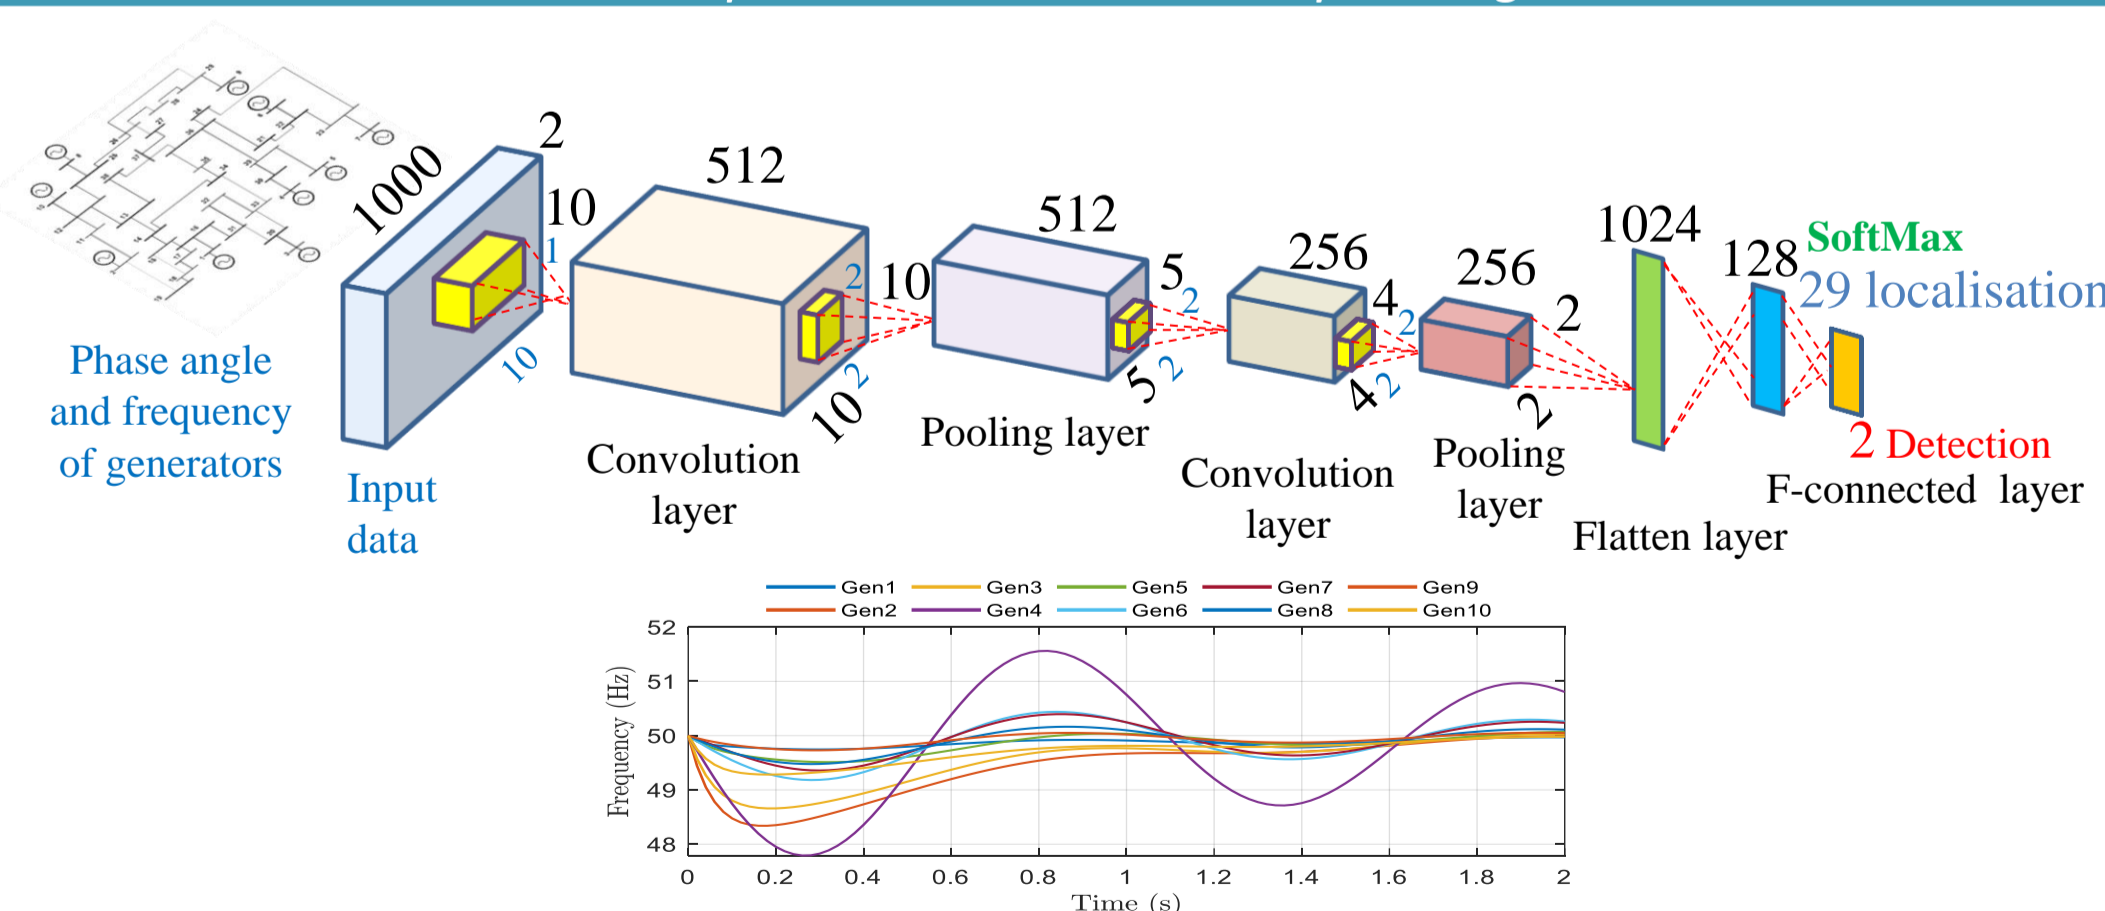 1000
2
10
1
10
512
2
10
2
10
512
5
2
5
2
256
4
2
4
2
256
2
2
1024
128
SoftMax
29 localisation
2 Detection
F-connected layer
Phase angle
and frequency
of generators
Input
data
Convolution
layer
Pooling layer
Convolution
layer
Pooling
layer
Flatten layer
Gen1 Gen3 Gen5 Gen7 Gen9
Gen2 Gen4 Gen6 Gen8 Gen10
Frequency (Hz)
52
51
50
49
48
0 0.2 0.4 0.6 0.8 1 1.2 1.4 1.6 1.8 2
Time (s)